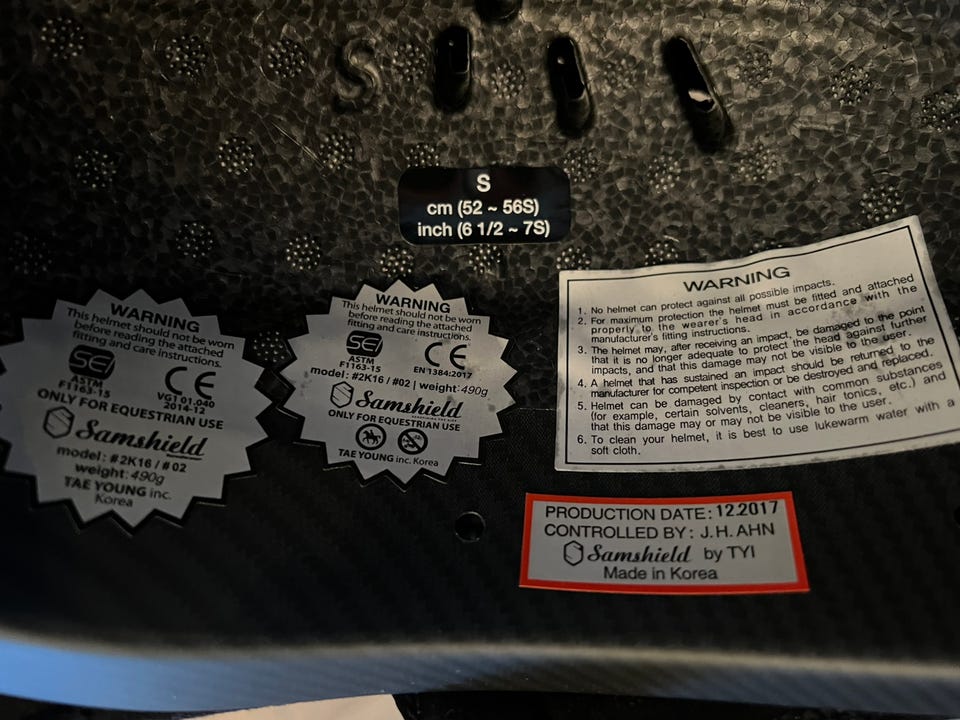 S
S
cm (52 ~ 56S)
inch (6 1/2 ~ 7S)
WARNING
This helmet should not be worn
before reading the attached
fitting and care instructions.
SEI
ASTM
F1163-15
CE
VG1 01.040
2014-12
ONLY FOR EQUESTRIAN USE
Samshield
model : #2K16 / #02
weight: 490g
TAE YOUNG inc.
Korea
WARNING
This helmet should not be worn
before reading the attached
fitting and care instructions.
SEI
ASTM
F1163-15
CE
EN 1384:2017
model: #2K16 / #02 | weight: 490g
Samshield
ONLY FOR EQUESTRIAN USE
TAE YOUNG inc. Korea
WARNING
1. No helmet can protect against all possible impacts.
2. For maximum protection the helmet must be fitted and attached
properly to the wearer's head in accordance with the
manufacturer's fitting instructions.
3. The helmet may, after receiving an impact, be damaged to the point
that it is no longer adequate to protect the head against further
impacts, and that this damage may not be visible to the user.
4. A helmet that has sustained an impact should be returned to the
manufacturer for competent inspection or be destroyed and replaced.
5. Helmet can be damaged by contact with common substances
(for example, certain solvents, cleaners, hair tonics, etc.) and
that this damage may or may not be visible to the user.
6. To clean your helmet, it is best to use lukewarm water with a
soft cloth.
PRODUCTION DATE : 12.2017
CONTROLLED BY : J.H. AHN
Samshield by TYI
Made in Korea